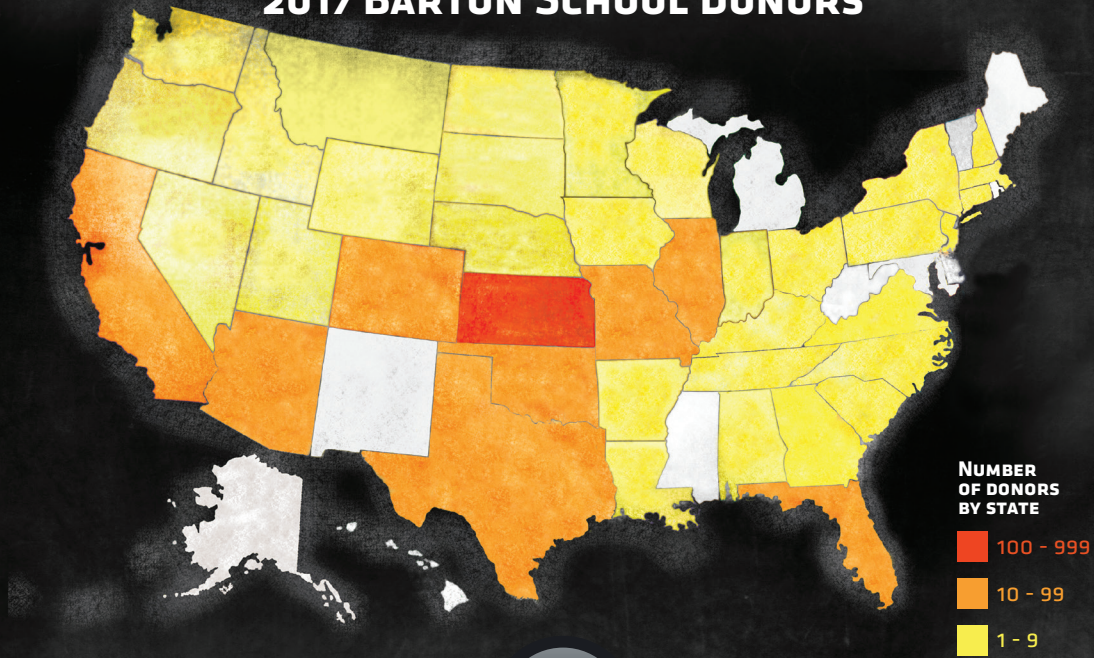 2017 BARTON SCHOOL DONORS
NUMBER
OF DONORS
BY STATE
100 - 999
10 - 99
1 - 9